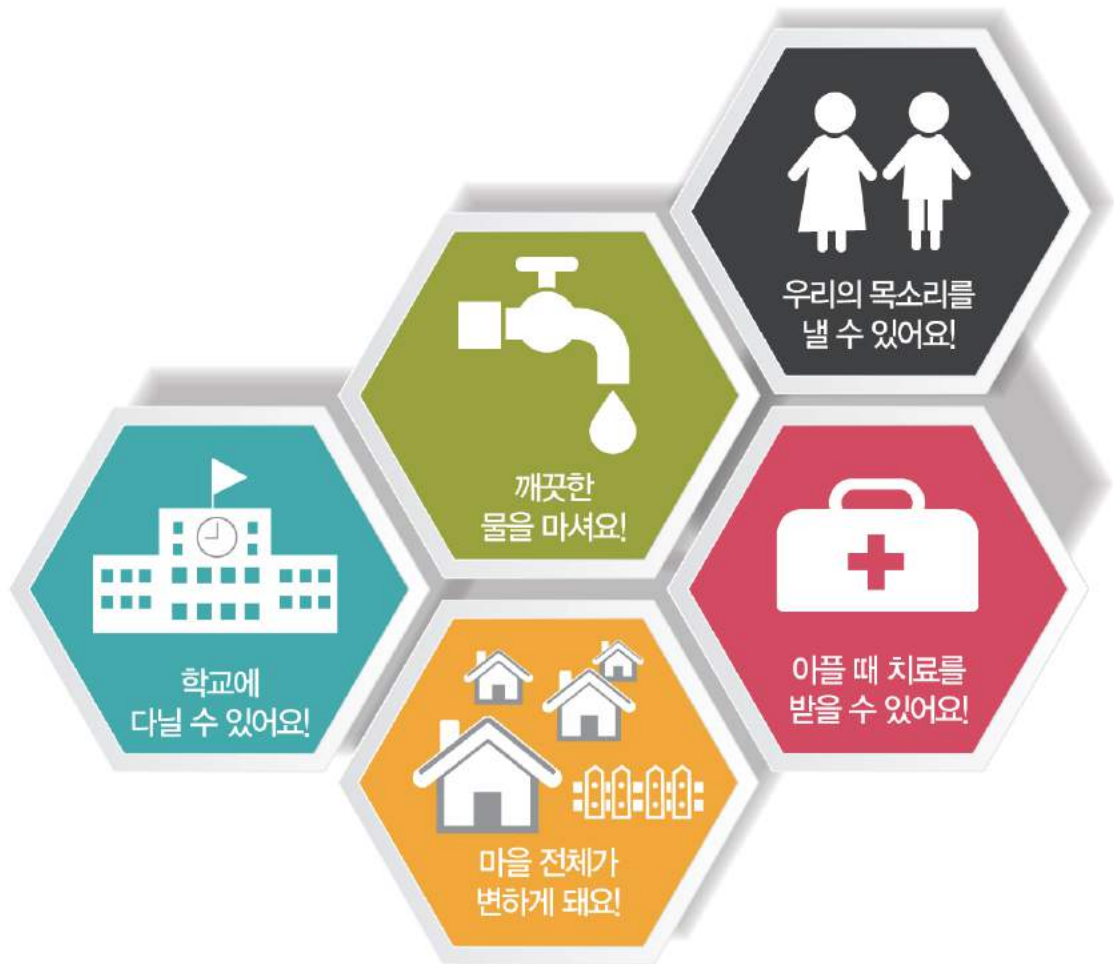 우리의 목소리를
낼 수 있어요!
깨끗한
물을 마셔요!
학교에
다닐 수 있어요!
아플 때 치료를
받을 수 있어요!
마을 전체가
변하게 돼요!